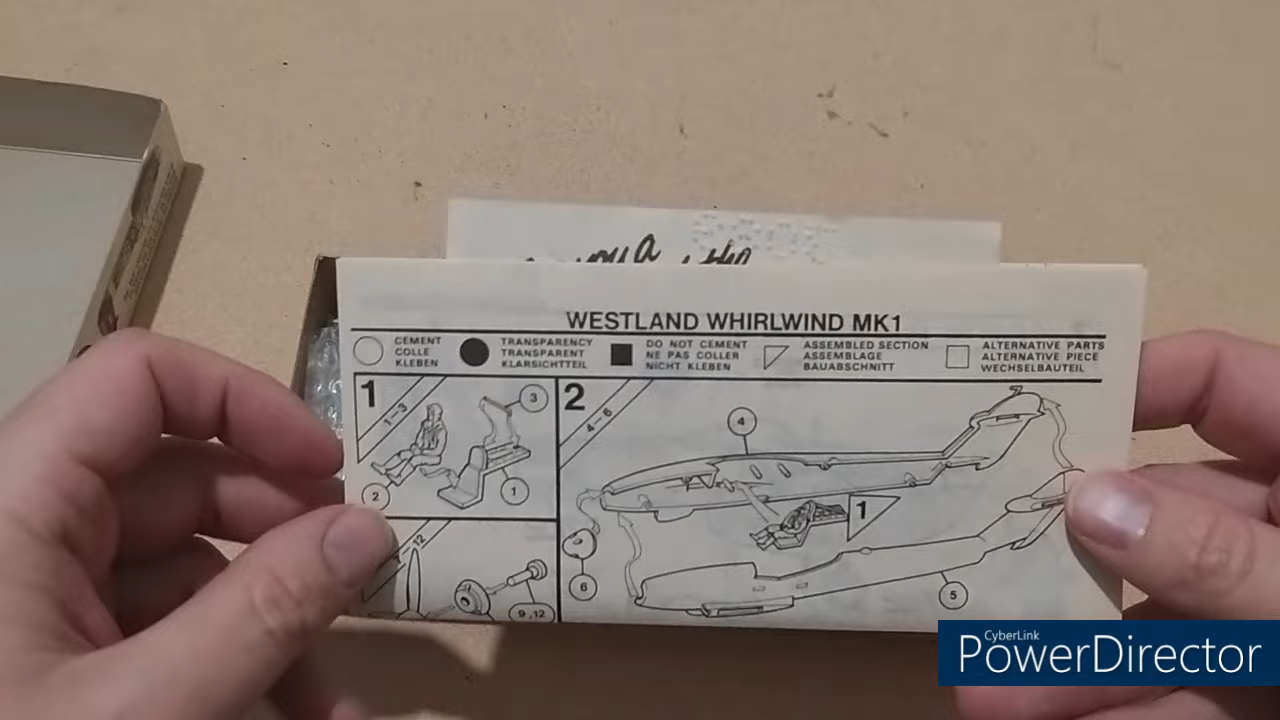 WESTLAND WHIRLWIND MK1
CEMENT
COLLE
KLEBEN
TRANSPARENCY
TRANSPARENT
KLARSICHTTEIL
DO NOT CEMENT
NE PAS COLLER
NICHT KLEBEN
ASSEMBLED SECTION
ASSEMBLAGE
BAUABSCHNITT
ALTERNATIVE PARTS
ALTERNATIVE PIECE
WECHSELBAUTEIL
1
1-3
3
2
1
2
4-6
4
1
6
5
12
9,12
CyberLink
PowerDirector